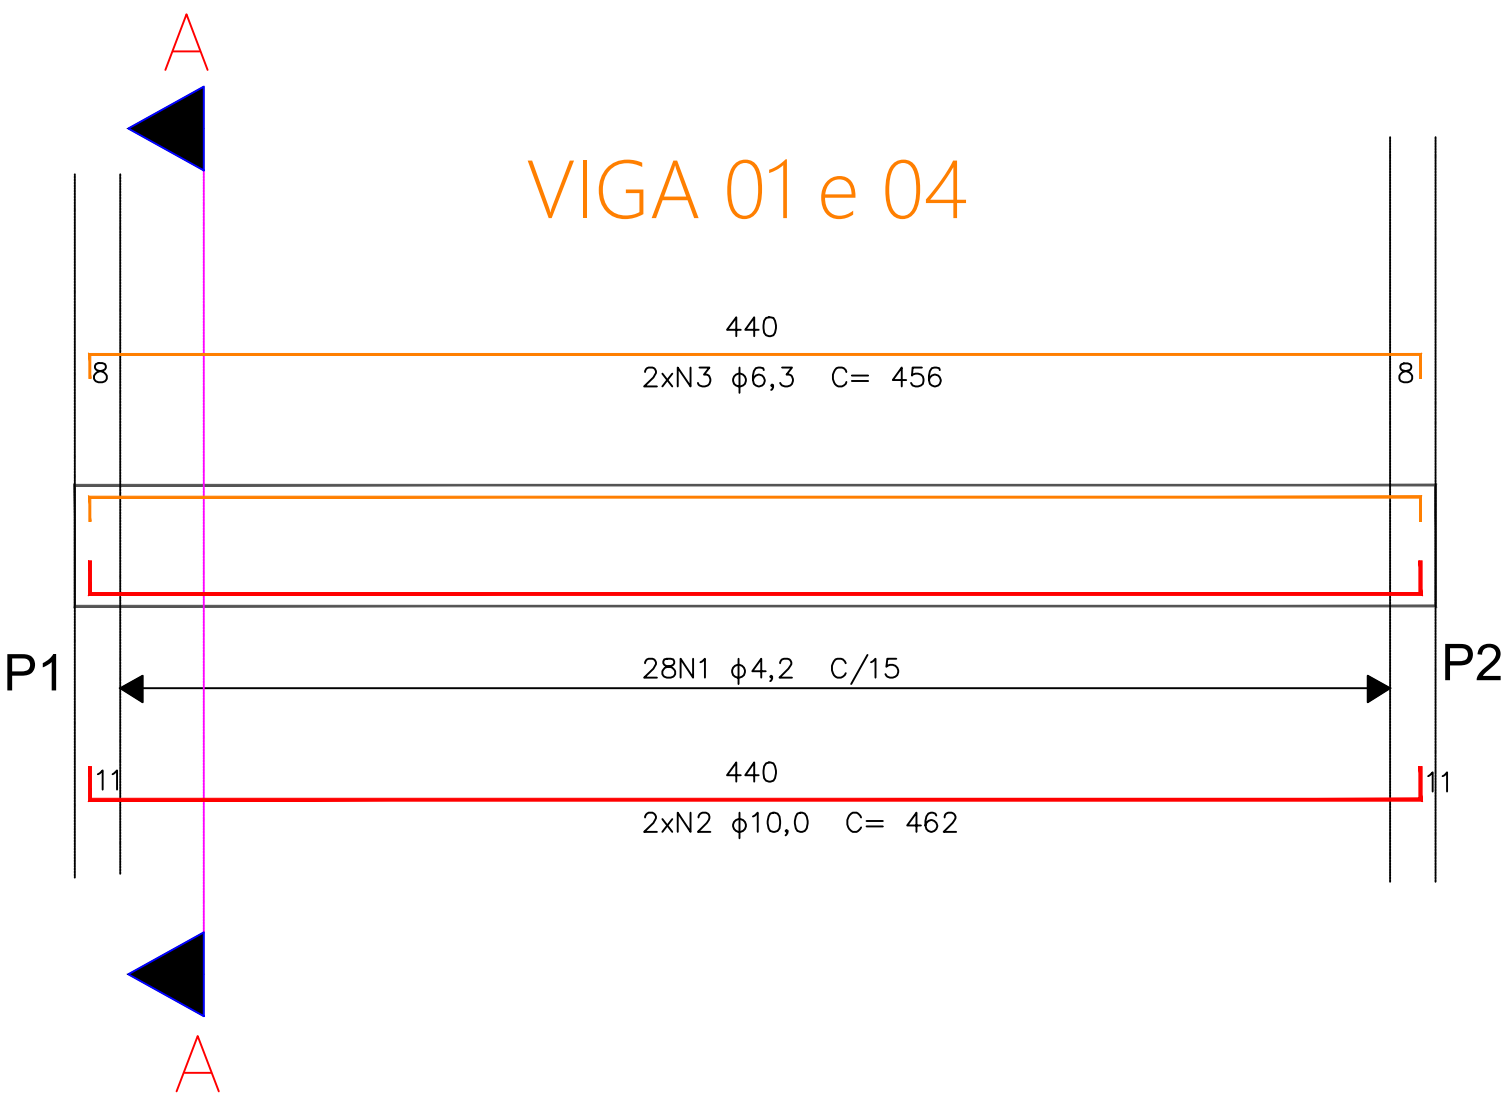 A
VIGA 01 e 04
440
8
8
2xN3 ϕ6,3 C= 456
P1
28N1 ϕ4,2 C/15
P2
440
11
11
2xN2 ϕ10,0 C= 462
A